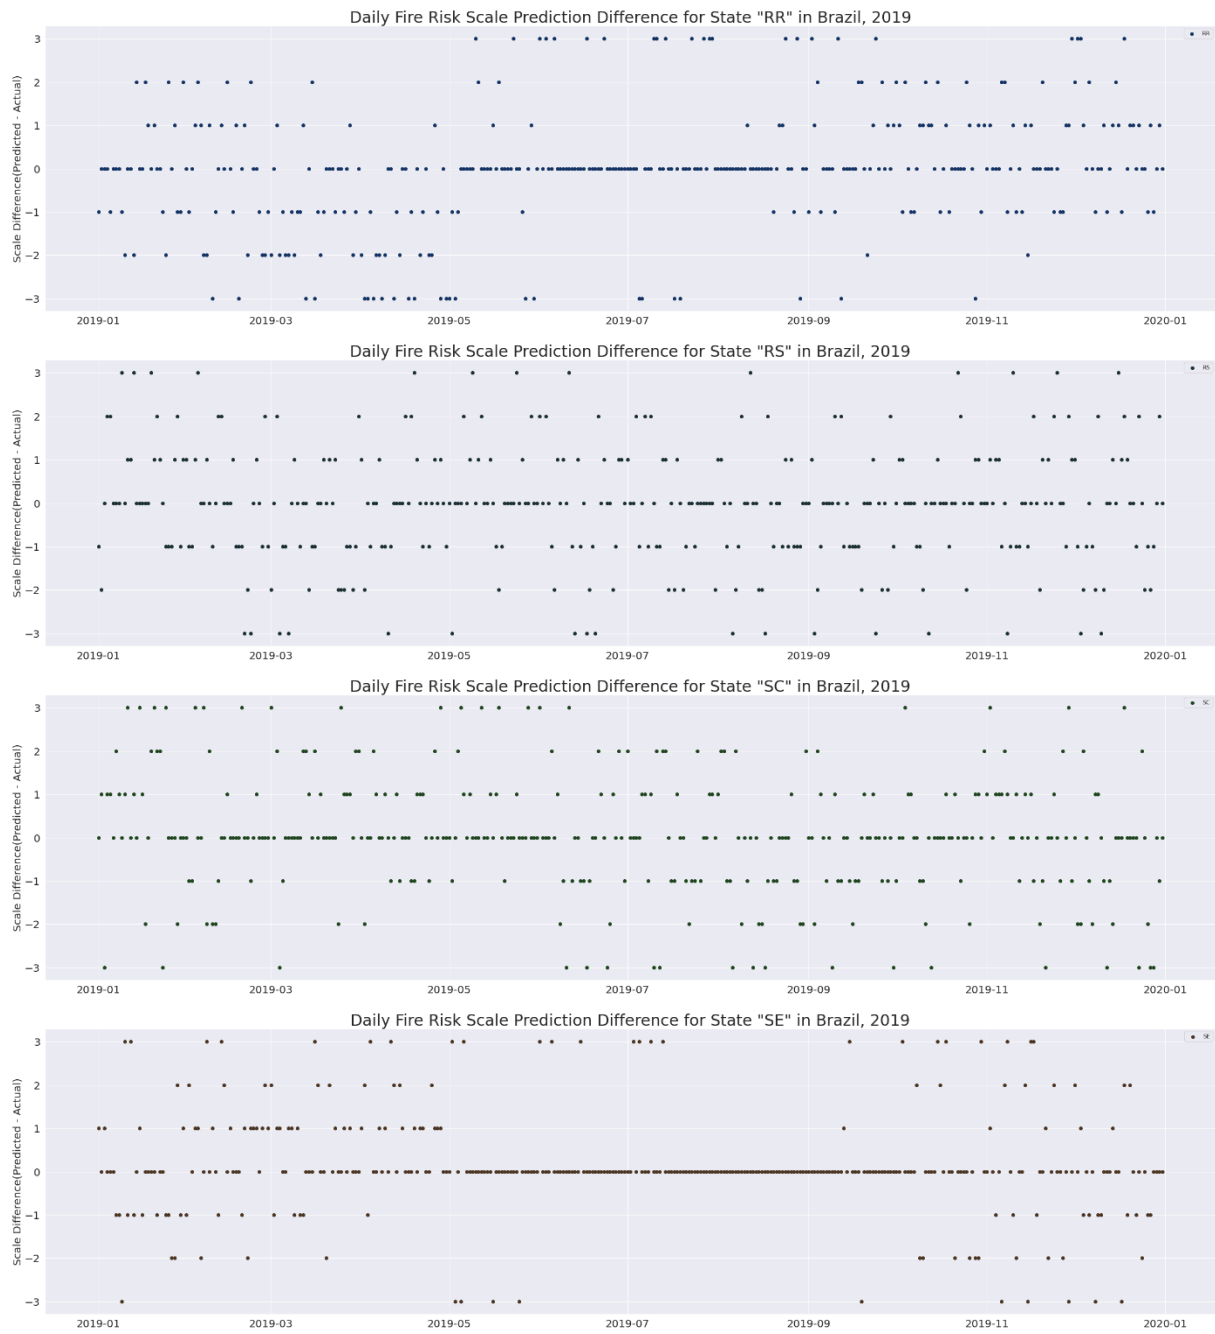 Daily Fire Risk Scale Prediction Difference for State "RR" in Brazil, 2019
RR
Scale Difference(Predicted - Actual)
3
2
1
0
−1
−2
−3
2019-01 2019-03 2019-05 2019-07 2019-09 2019-11 2020-01
Daily Fire Risk Scale Prediction Difference for State "RS" in Brazil, 2019
RS
Scale Difference(Predicted - Actual)
3
2
1
0
−1
−2
−3
2019-01 2019-03 2019-05 2019-07 2019-09 2019-11 2020-01
Daily Fire Risk Scale Prediction Difference for State "SC" in Brazil, 2019
SC
Scale Difference(Predicted - Actual)
3
2
1
0
−1
−2
−3
2019-01 2019-03 2019-05 2019-07 2019-09 2019-11 2020-01
Daily Fire Risk Scale Prediction Difference for State "SE" in Brazil, 2019
SE
Scale Difference(Predicted - Actual)
3
2
1
0
−1
−2
−3
2019-01 2019-03 2019-05 2019-07 2019-09 2019-11 2020-01